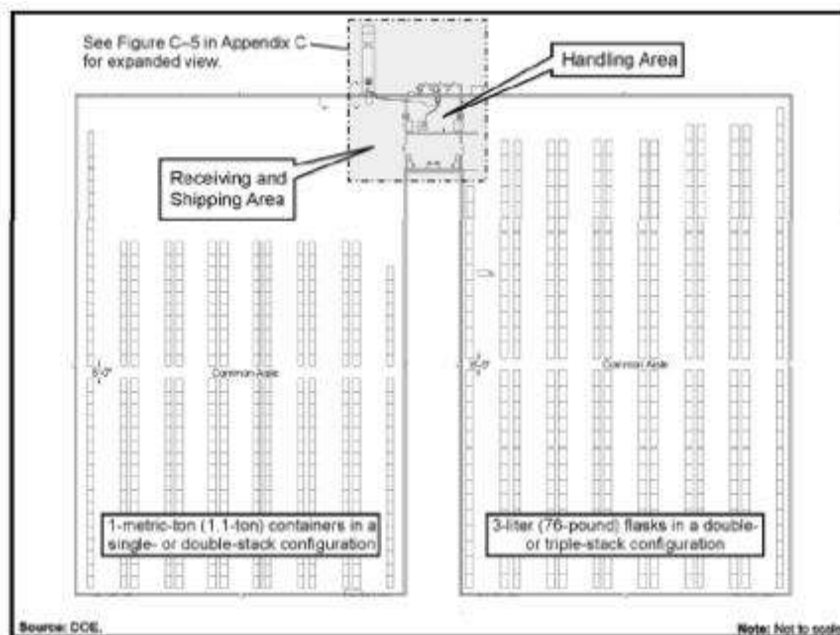 See Figure C–5 in Appendix C
for expanded view.
Handling Area
Receiving and
Shipping Area
Common Aisle
Common Aisle
1-metric-ton (1.1-ton) containers in a
single- or double-stack configuration
3-liter (76-pound) flasks in a double-
or triple-stack configuration
Source: DOE.
Note: Not to scale